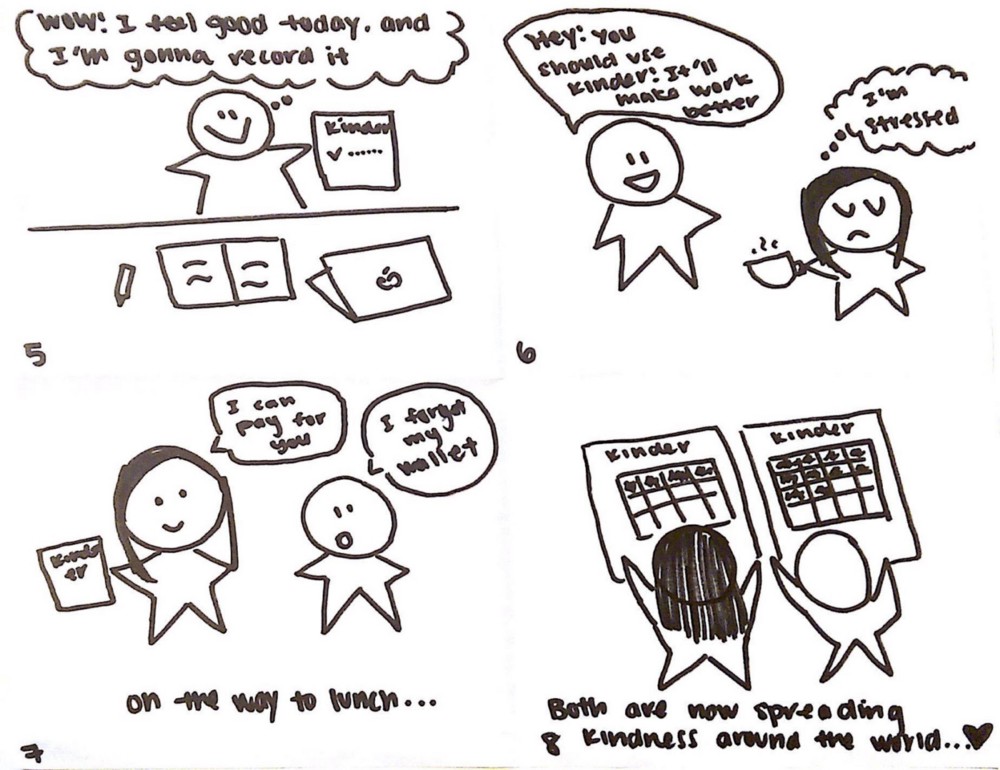 WOW! I feel good today, and
I'm gonna record it
Kinder
5
Hey! You
should use
Kinder! It'll
make work
better
I'm
stressed
6
I can
pay for
you
I forgot
my
wallet
Kind
er
on the way to lunch...
7
Kinder
Kinder
Both are now spreading
kindness around the world...
8